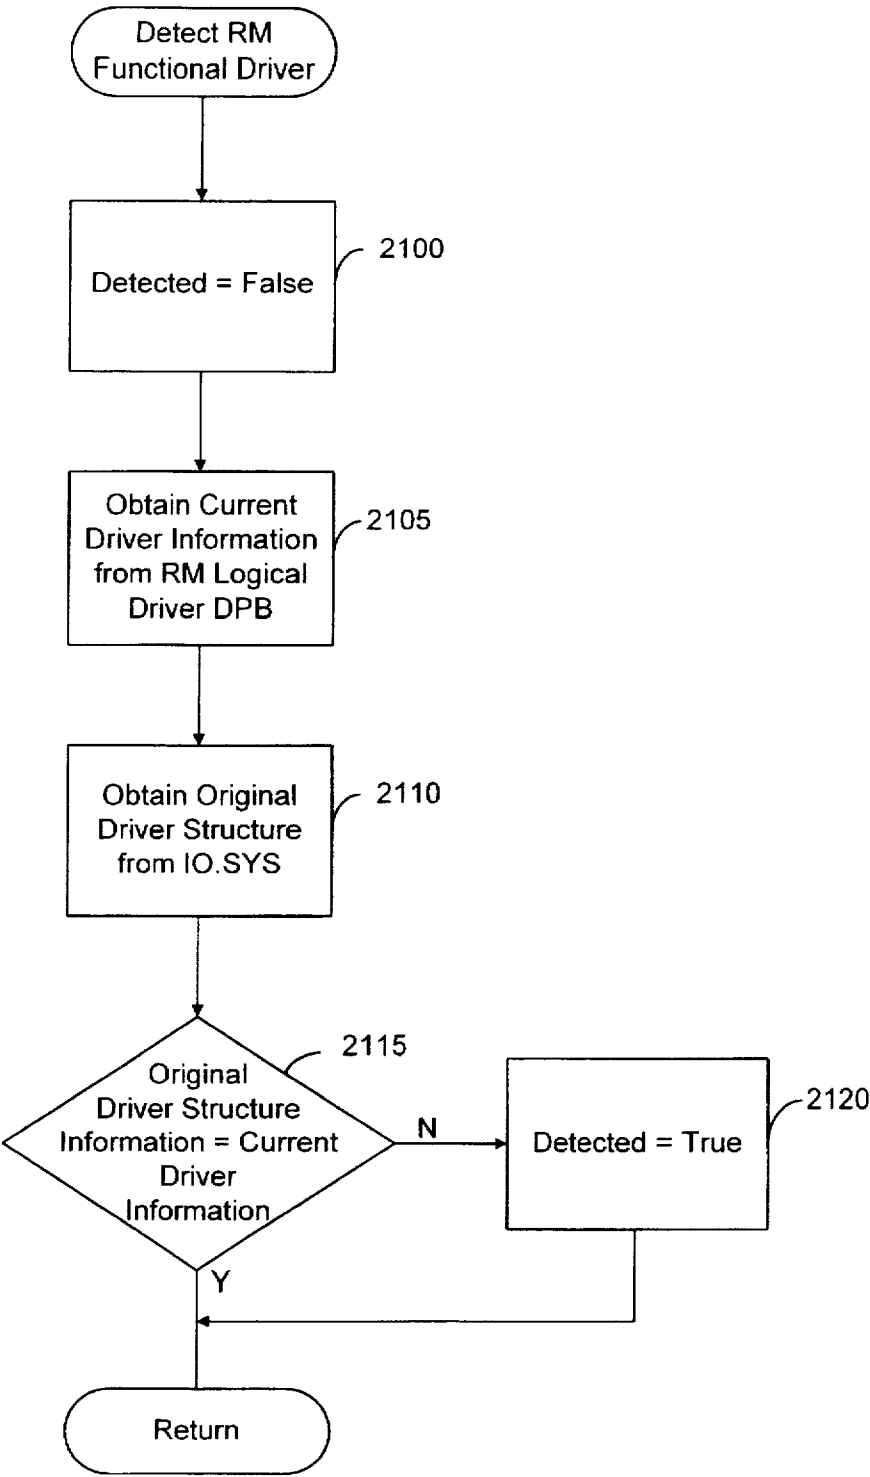 Detect RM
Functional Driver
2100
Detected = False
Obtain Current
Driver Information
from RM Logical
Driver DPB
2105
Obtain Original
Driver Structure
from IO.SYS
2110
2115
Original
Driver Structure
Information = Current
Driver
Information
N
Detected = True
2120
Y
Return